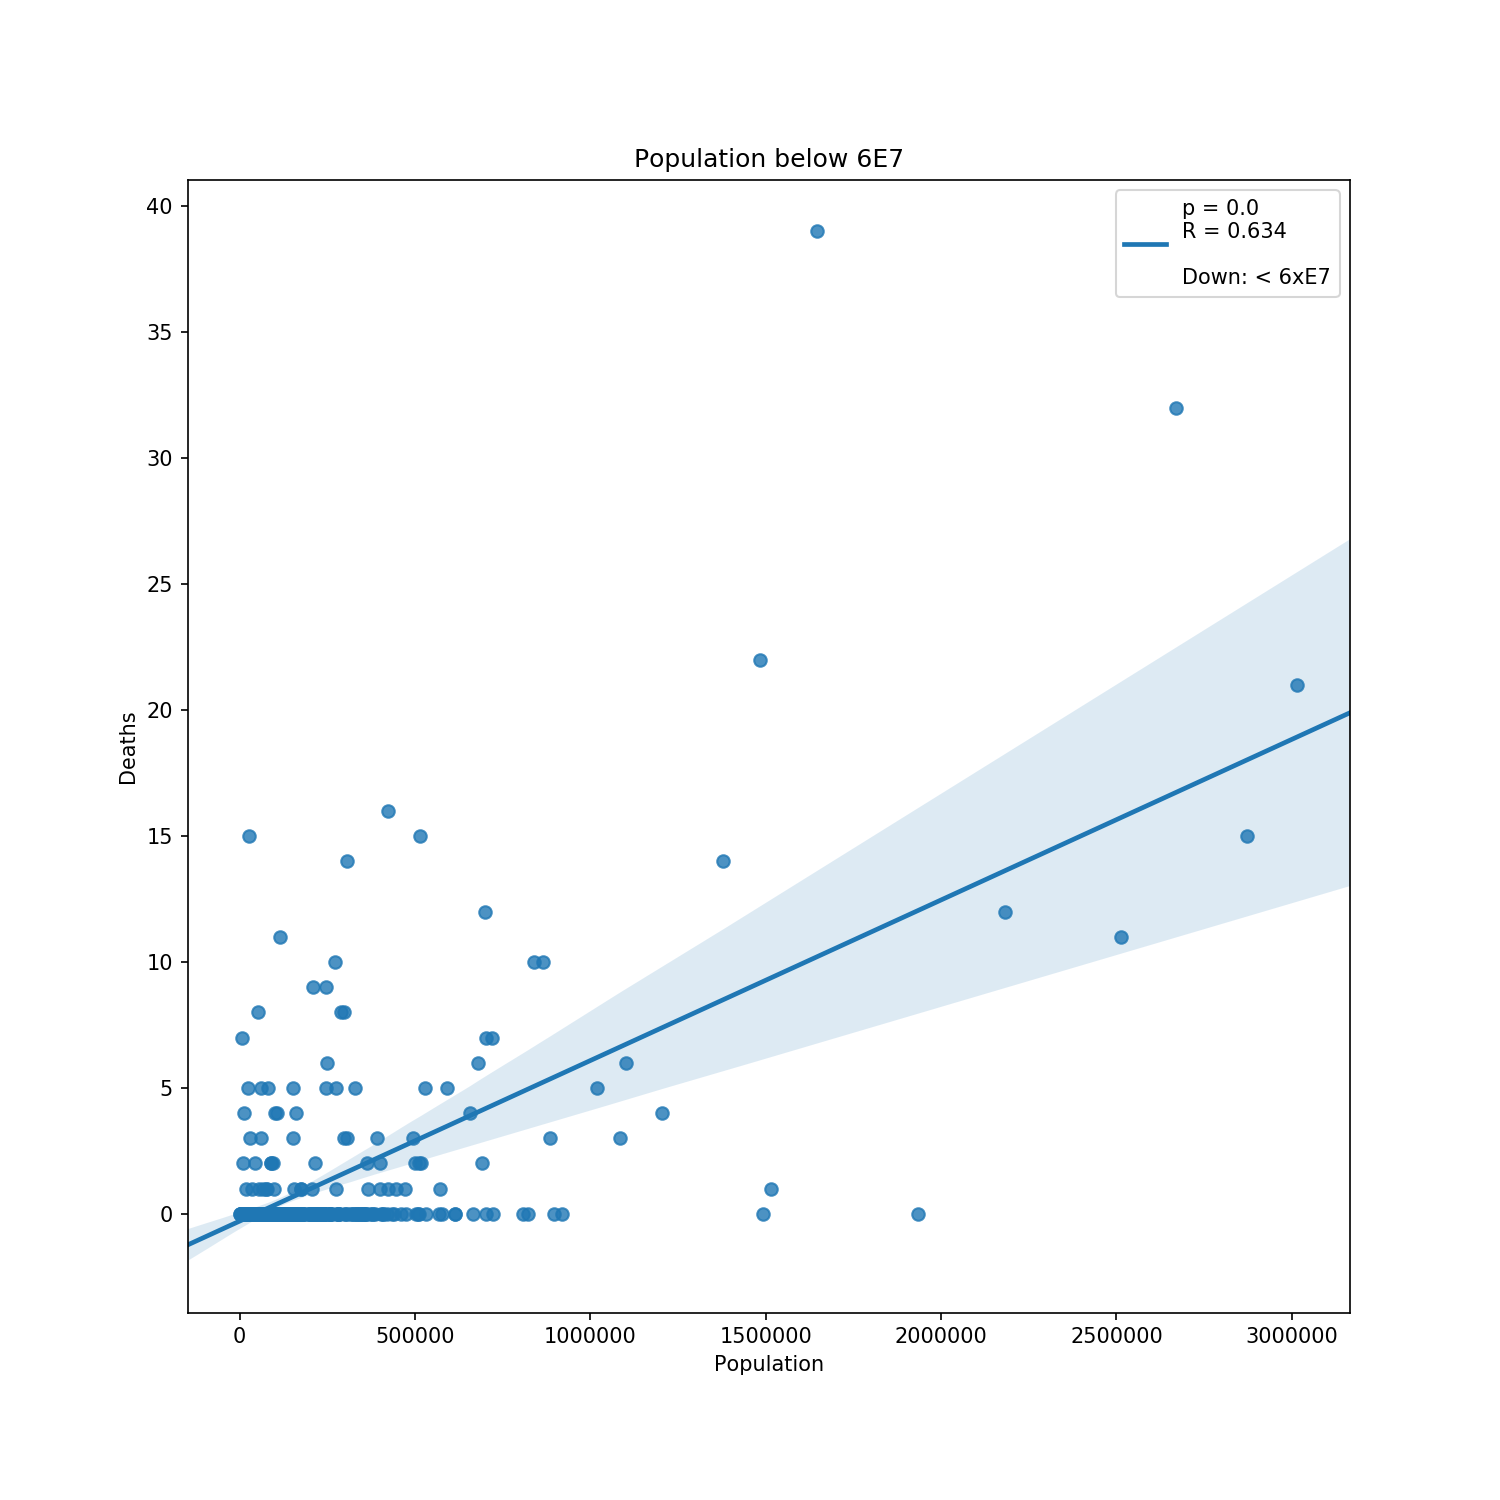 Population below 6E7
p = 0.0
R = 0.634
Down: < 6xE7
40
35
30
25
20
15
10
5
0
Deaths
0 500000 1000000 1500000 2000000 2500000 3000000
Population